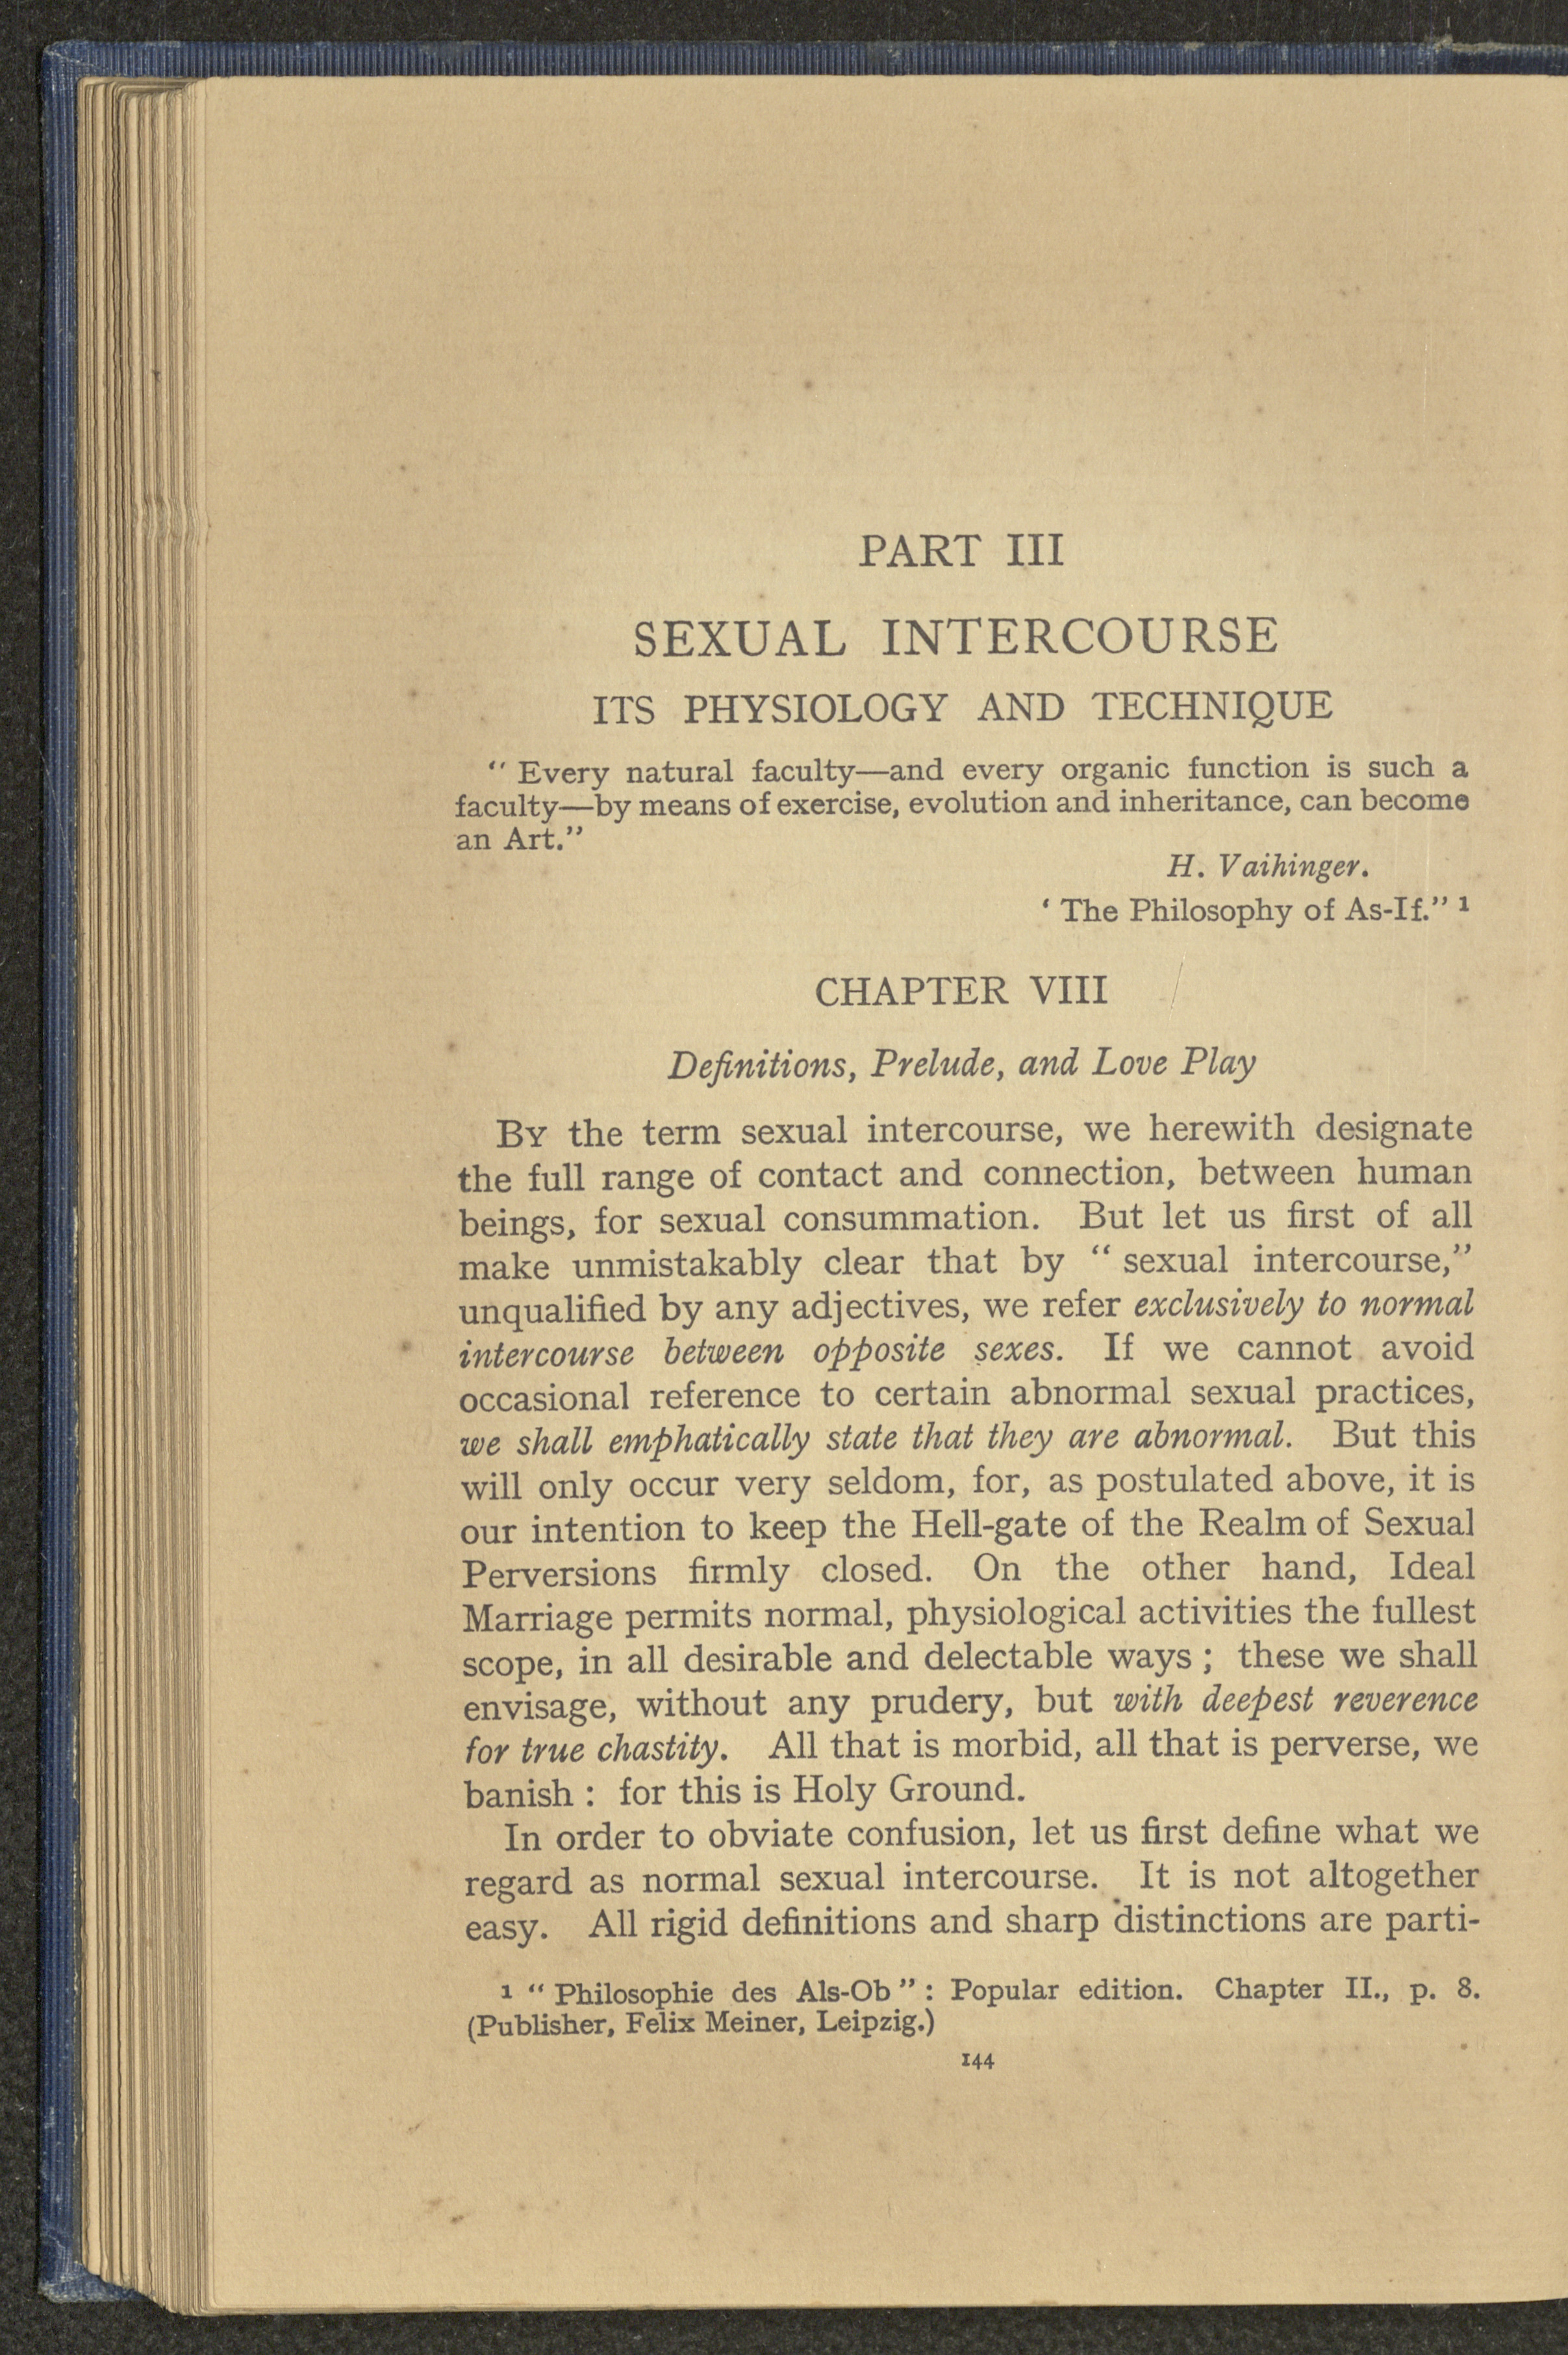 PART III
SEXUAL INTERCOURSE
ITS PHYSIOLOGY AND TECHNIQUE
“ Every natural faculty—and every organic function is such a
faculty—by means of exercise, evolution and inheritance, can become
an Art.”
H. Vaihinger.
‘ The Philosophy of As-If.” ¹
CHAPTER VIII
Definitions, Prelude, and Love Play
BY the term sexual intercourse, we herewith designate
the full range of contact and connection, between human
beings, for sexual consummation. But let us first of all
make unmistakably clear that by “ sexual intercourse,”
unqualified by any adjectives, we refer exclusively to normal
intercourse between opposite sexes. If we cannot avoid
occasional reference to certain abnormal sexual practices,
we shall emphatically state that they are abnormal. But this
will only occur very seldom, for, as postulated above, it is
our intention to keep the Hell-gate of the Realm of Sexual
Perversions firmly closed. On the other hand, Ideal
Marriage permits normal, physiological activities the fullest
scope, in all desirable and delectable ways ; these we shall
envisage, without any prudery, but with deepest reverence
for true chastity. All that is morbid, all that is perverse, we
banish : for this is Holy Ground.
In order to obviate confusion, let us first define what we
regard as normal sexual intercourse. It is not altogether
easy. All rigid definitions and sharp distinctions are parti-
¹ “ Philosophie des Als-Ob ” : Popular edition. Chapter II., p. 8.
(Publisher, Felix Meiner, Leipzig.)
144